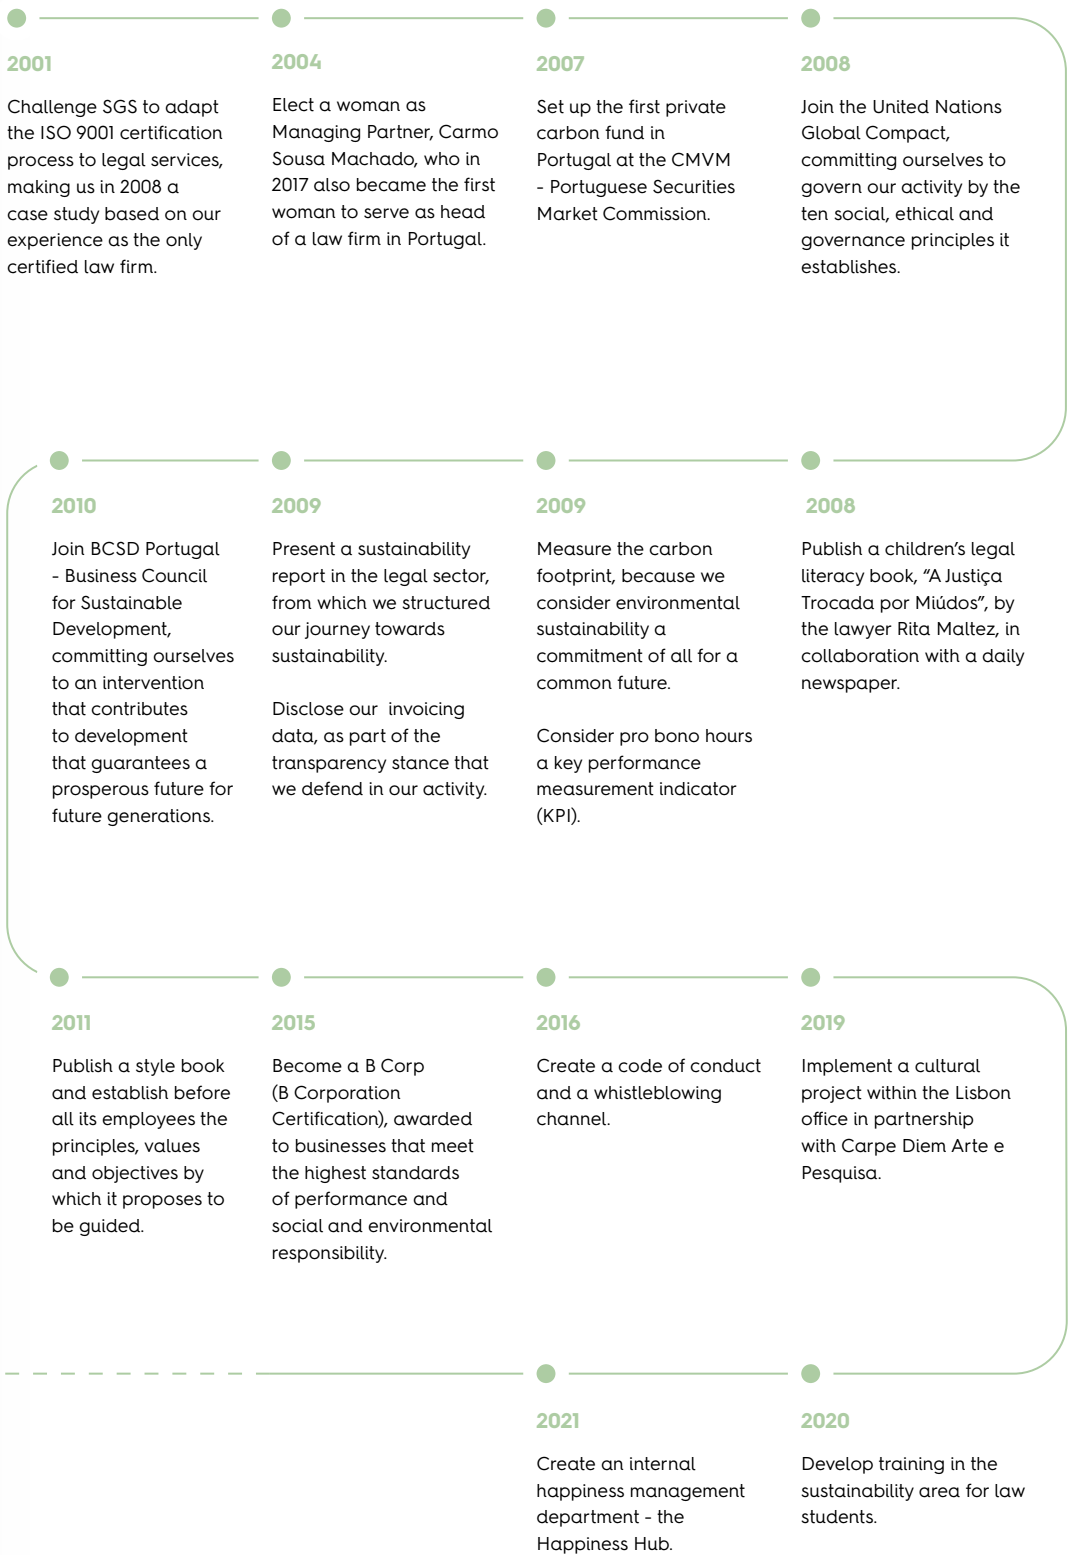 2001
Challenge SGS to adapt
the ISO 9001 certification
process to legal services,
making us in 2008 a
case study based on our
experience as the only
certified law firm.
2004
Elect a woman as
Managing Partner, Carmo
Sousa Machado, who in
2017 also became the first
woman to serve as head
of a law firm in Portugal.
2007
Set up the first private
carbon fund in
Portugal at the CMVM
- Portuguese Securities
Market Commission.
2008
Join the United Nations
Global Compact,
committing ourselves to
govern our activity by the
ten social, ethical and
governance principles it
establishes.
2008
Publish a children's legal
literacy book, “A Justiça
Trocada por Miúdos”, by
the lawyer Rita Maltez, in
collaboration with a daily
newspaper.
2009
Measure the carbon
footprint, because we
consider environmental
sustainability a
commitment of all for a
common future.
Consider pro bono hours
a key performance
measurement indicator
(KPI).
2009
Present a sustainability
report in the legal sector,
from which we structured
our journey towards
sustainability.
Disclose our invoicing
data, as part of the
transparency stance that
we defend in our activity.
2010
Join BCSD Portugal
- Business Council
for Sustainable
Development,
committing ourselves
to an intervention
that contributes
to development
that guarantees a
prosperous future for
future generations.
2011
Publish a style book
and establish before
all its employees the
principles, values
and objectives by
which it proposes to
be guided.
2015
Become a B Corp
(B Corporation
Certification), awarded
to businesses that meet
the highest standards
of performance and
social and environmental
responsibility.
2016
Create a code of conduct
and a whistleblowing
channel.
2019
Implement a cultural
project within the Lisbon
office in partnership
with Carpe Diem Arte e
Pesquisa.
2020
Develop training in the
sustainability area for law
students.
2021
Create an internal
happiness management
department - the
Happiness Hub.